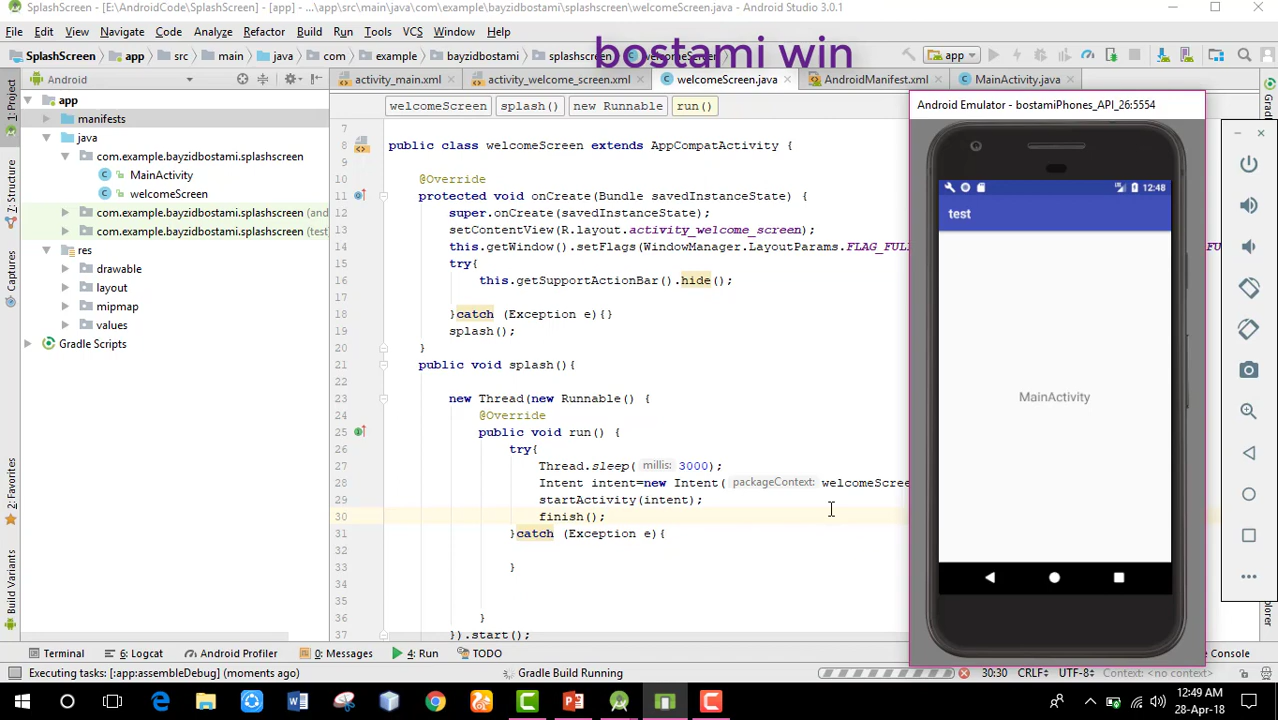 SplashScreen - [E:\AndroidCode\SplashScreen] - [app] - ...\app\src\main\java\com\example\bayzidbostami\splashscreen\welcomeScreen.java - Android Studio 3.0.1
File Edit View Navigate Code Analyze Refactor Build Run Tools VCS Window Help
bostami win
SplashScreen app src main java com example bayzidbostami splashscreen app
Android activity_main.xml activity_welcome_screen.xml welcomeScreen.java AndroidManifest.xml MainActivity.java
welcomeScreen splash() new Runnable run()
1: Project
7: Structure
Captures
2: Favorites
Build Variants
app
manifests
java
com.example.bayzidbostami.splashscreen
MainActivity
welcomeScreen
com.example.bayzidbostami.splashscreen (and
com.example.bayzidbostami.splashscreen (test
res
drawable
layout
mipmap
values
Gradle Scripts
7
8 public class welcomeScreen extends AppCompatActivity {
9
10 @Override
11 protected void onCreate(Bundle savedInstanceState) {
12 super.onCreate(savedInstanceState);
13 setContentView(R.layout.activity_welcome_screen);
14 this.getWindow().setFlags(WindowManager.LayoutParams.FLAG_FUL
15 try{
16 this.getSupportActionBar().hide();
17
18 }catch (Exception e){}
19 splash();
20 }
21 public void splash(){
22
23 new Thread(new Runnable() {
24 @Override
25 public void run() {
26 try{
27 Thread.sleep( millis: 3000);
28 Intent intent=new Intent( packageContext: welcomeScree
29 startActivity(intent);
30 finish();
31 }catch (Exception e){
32
33 }
34
35
36 }
37 }).start();
Android Emulator - bostamiPhones_API_26:5554
12:48
test
MainActivity
Terminal 6: Logcat Android Profiler 0: Messages 4: Run TODO
Executing tasks: [:app:assembleDebug] (moments ago) Gradle Build Running 30:30 CRLF UTF-8 Context: <no context>
12:49 AM
28-Apr-18